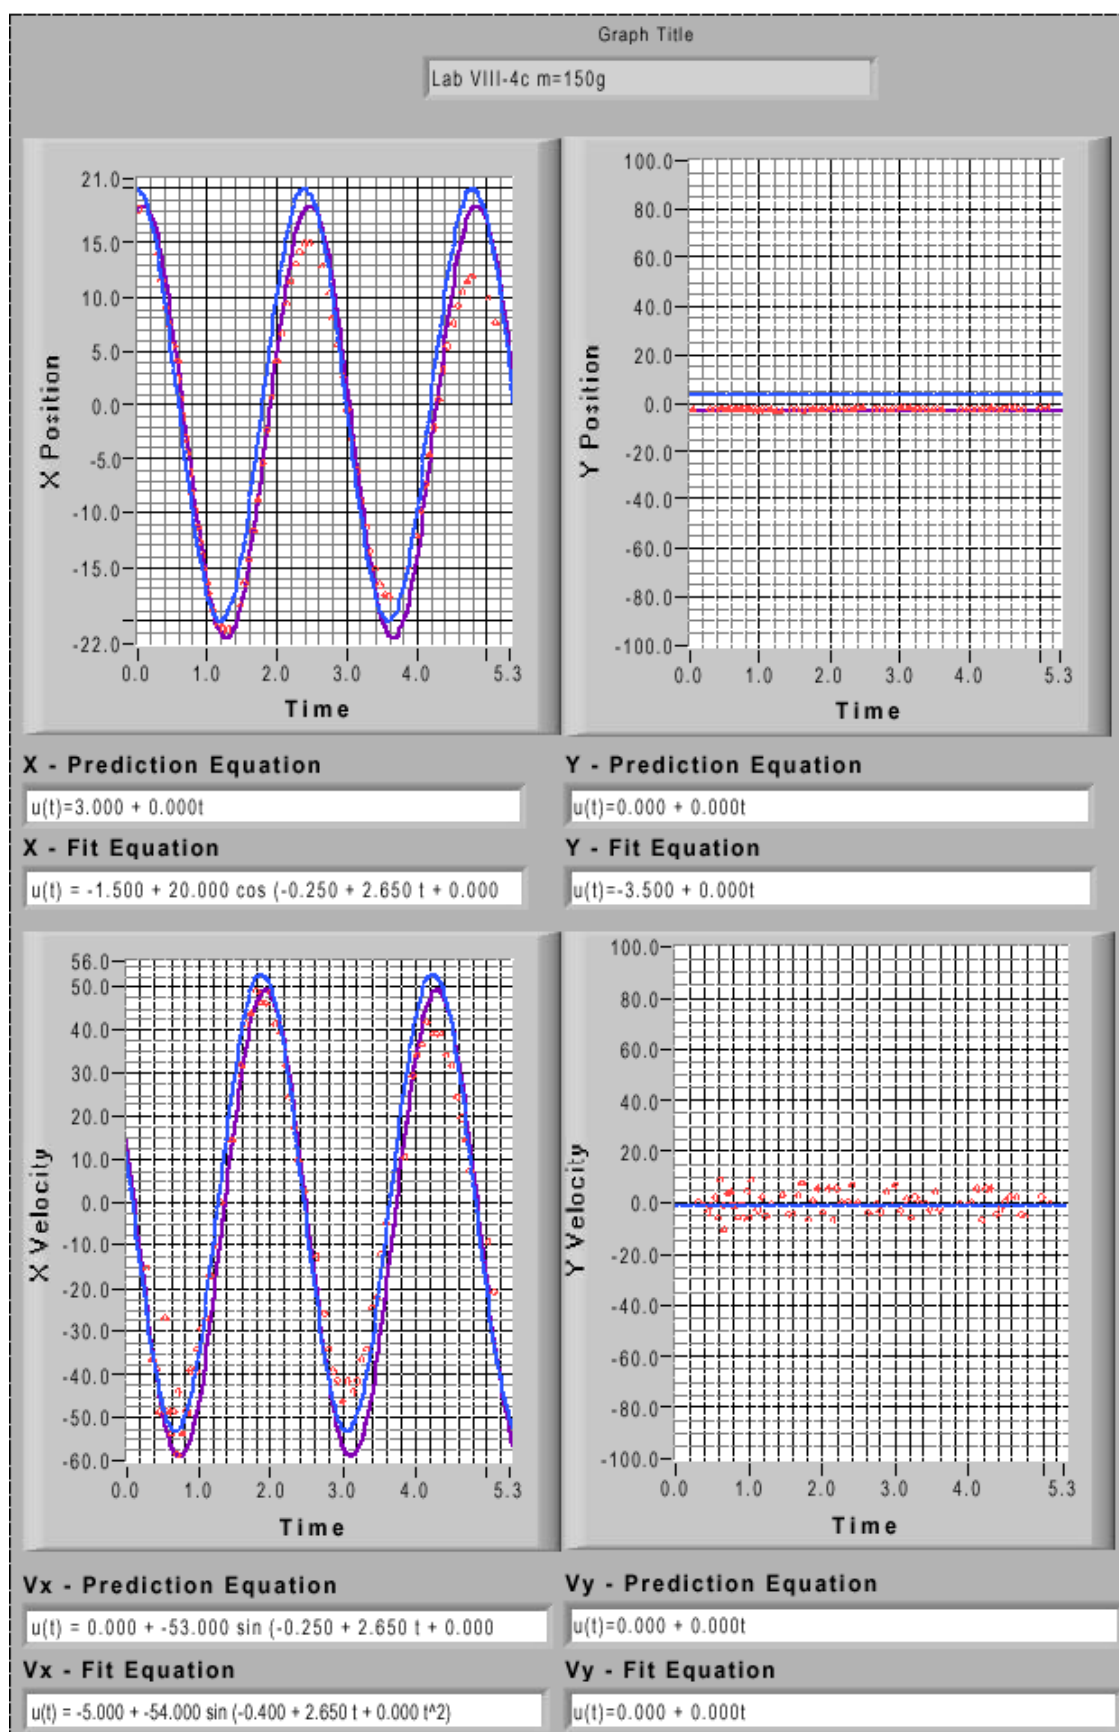 Graph Title
Lab VIII-4c m=150g
X Position
21.0
15.0
10.0
5.0
0.0
-5.0
-10.0
-15.0
-22.0
0.0 1.0 2.0 3.0 4.0 5.3
Time
Y Position
100.0
80.0
60.0
40.0
20.0
0.0
-20.0
-40.0
-60.0
-80.0
-100.0
0.0 1.0 2.0 3.0 4.0 5.3
Time
X - Prediction Equation
u(t)=3.000 + 0.000t
X - Fit Equation
u(t) = -1.500 + 20.000 cos (-0.250 + 2.650 t + 0.000
Y - Prediction Equation
u(t)=0.000 + 0.000t
Y - Fit Equation
u(t)=-3.500 + 0.000t
X Velocity
56.0
50.0
40.0
30.0
20.0
10.0
0.0
-10.0
-20.0
-30.0
-40.0
-50.0
-60.0
0.0 1.0 2.0 3.0 4.0 5.3
Time
Y Velocity
100.0
80.0
60.0
40.0
20.0
0.0
-20.0
-40.0
-60.0
-80.0
-100.0
0.0 1.0 2.0 3.0 4.0 5.3
Time
Vx - Prediction Equation
u(t) = 0.000 + -53.000 sin (-0.250 + 2.650 t + 0.000
Vx - Fit Equation
u(t) = -5.000 + -54.000 sin (-0.400 + 2.650 t + 0.000 t^2)
Vy - Prediction Equation
u(t)=0.000 + 0.000t
Vy - Fit Equation
u(t)=0.000 + 0.000t